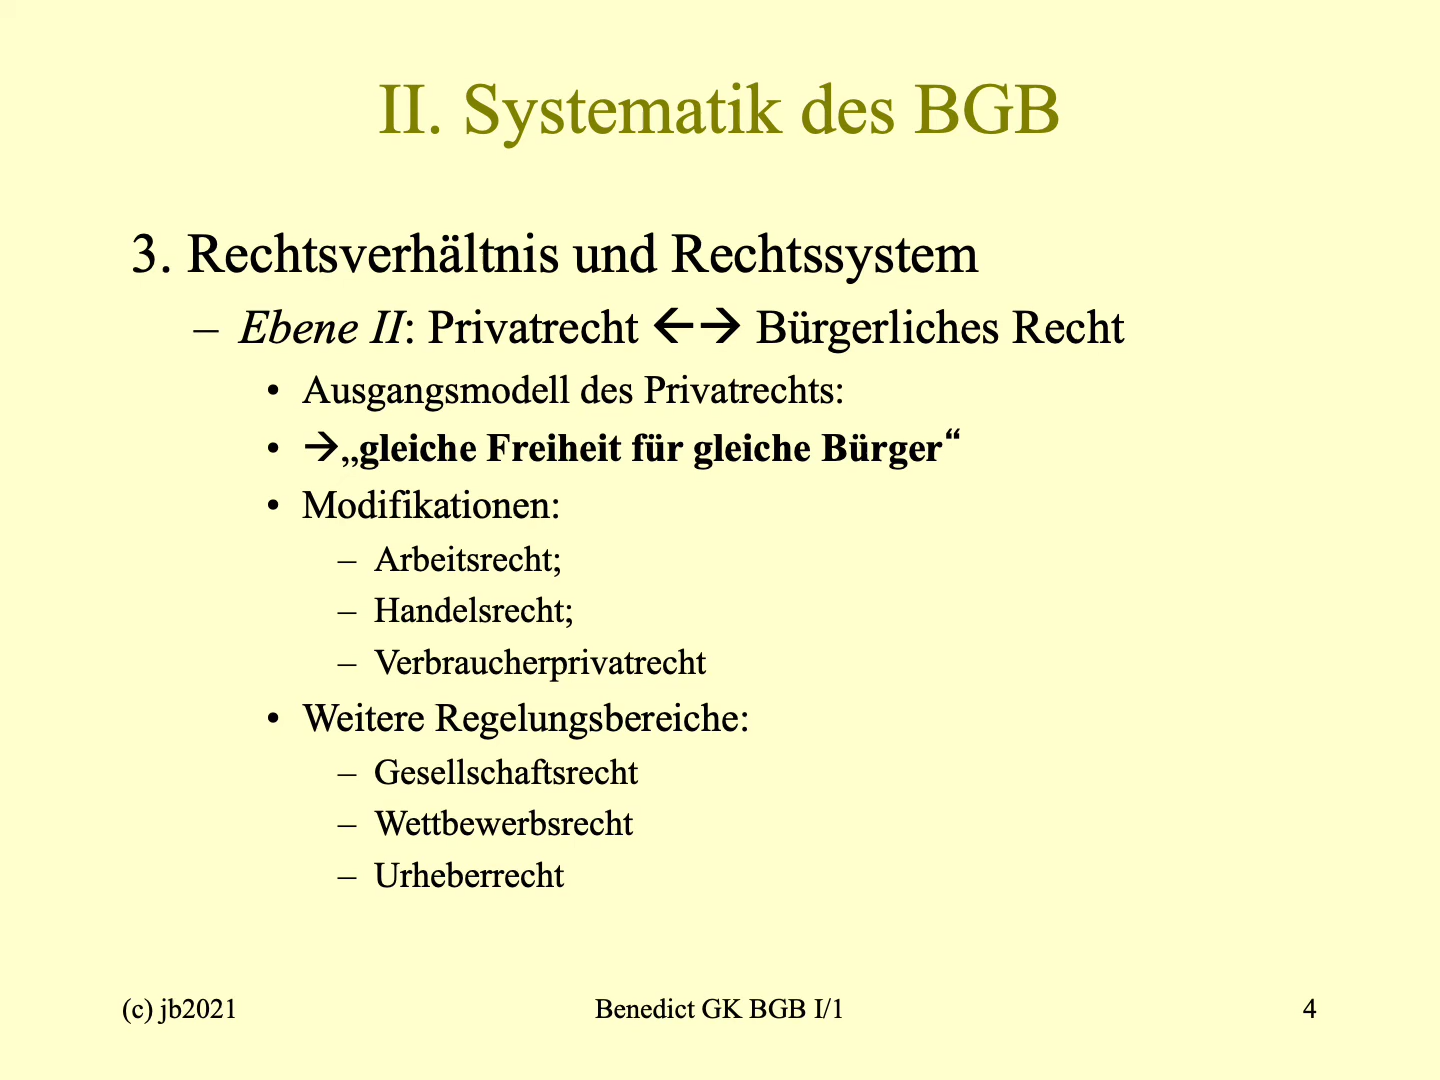 II. Systematik des BGB
3. Rechtsverhältnis und Rechtssystem
– Ebene II: Privatrecht ←→ Bürgerliches Recht
• Ausgangsmodell des Privatrechts:
• →„gleiche Freiheit für gleiche Bürger“
• Modifikationen:
– Arbeitsrecht;
– Handelsrecht;
– Verbraucherprivatrecht
• Weitere Regelungsbereiche:
– Gesellschaftsrecht
– Wettbewerbsrecht
– Urheberrecht
(c) jb2021
Benedict GK BGB I/1
4